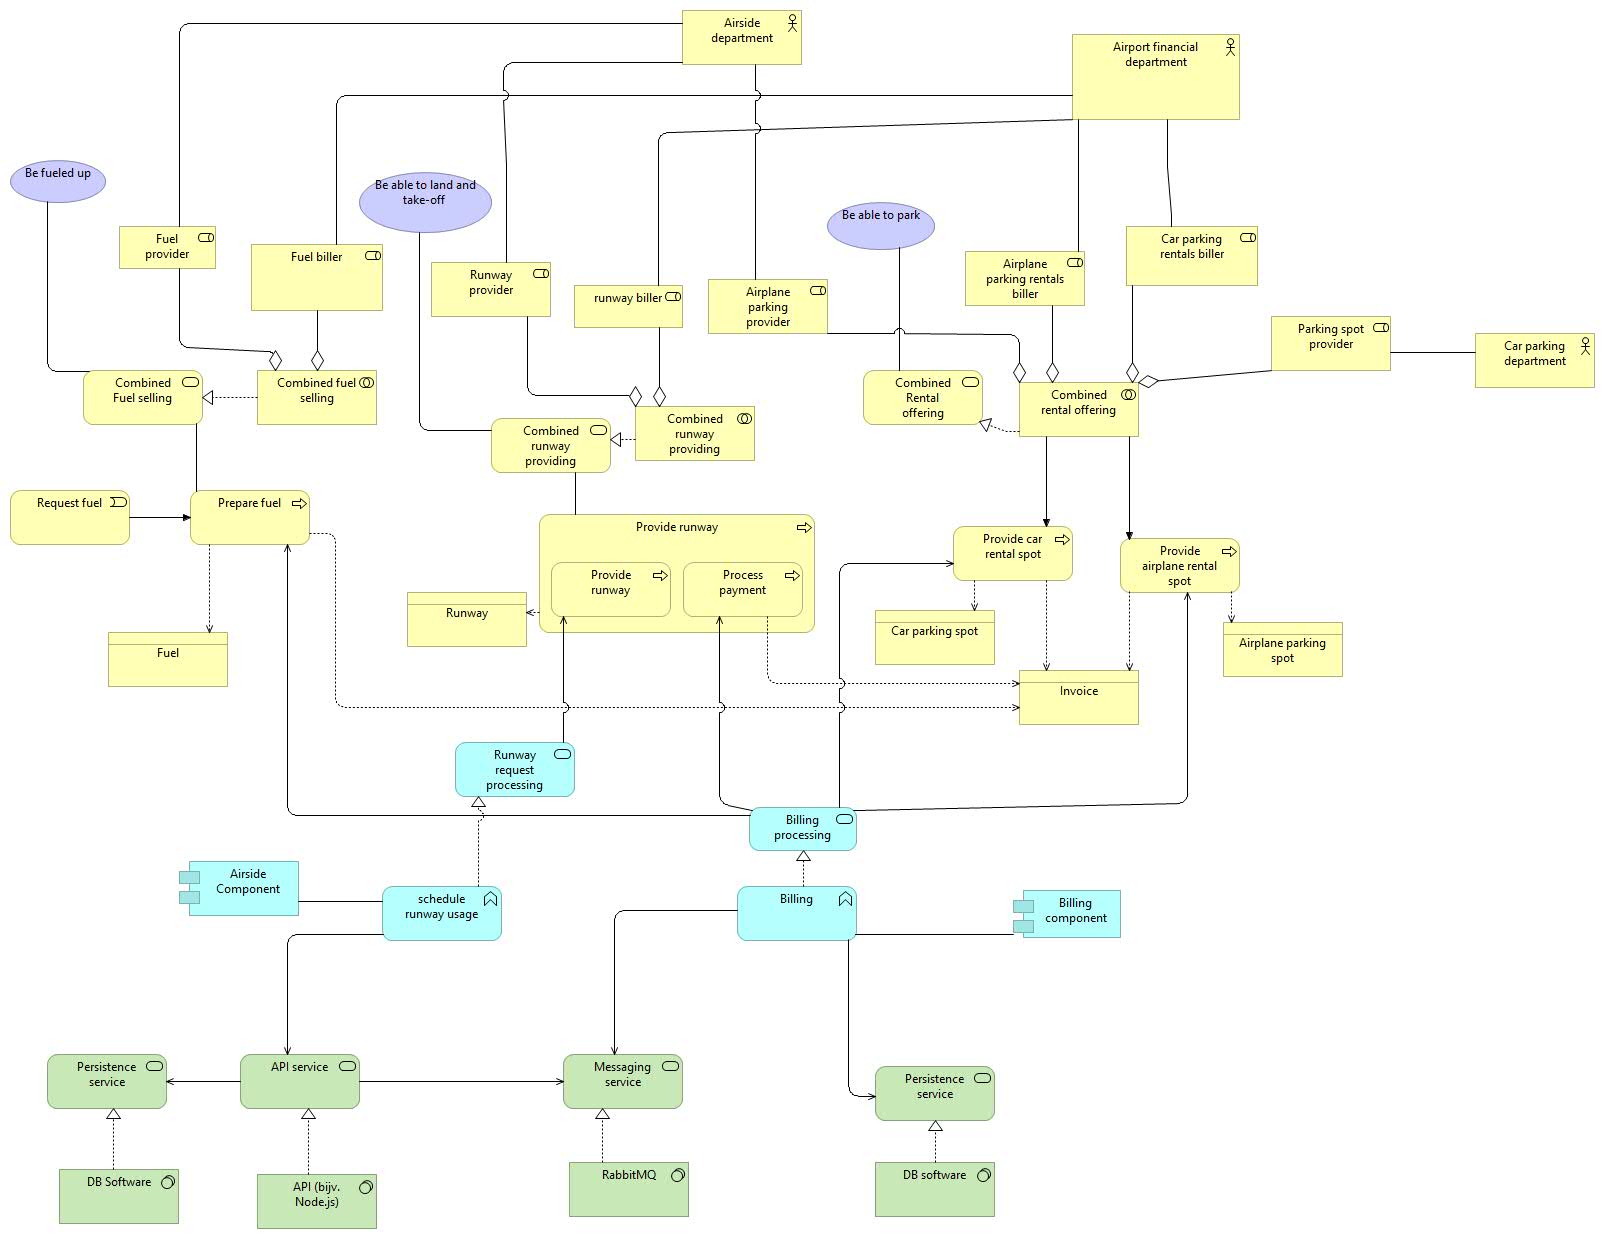 Airside
department
Airport financial
department
Be fueled up
Be able to land and
take-off
Be able to park
Fuel
provider
Fuel biller
Runway
provider
runway biller
Airplane
parking
provider
Airplane
parking rentals
biller
Car parking
rentals biller
Parking spot
provider
Car parking
department
Combined
Fuel selling
Combined fuel
selling
Combined
runway
providing
Combined
runway
providing
Combined
Rental
offering
Combined
rental offering
Request fuel
Prepare fuel
Provide runway
Provide
runway
Process
payment
Provide car
rental spot
Provide
airplane rental
spot
Fuel
Runway
Car parking spot
Airplane parking
spot
Invoice
Runway
request
processing
Billing
processing
Airside
Component
schedule
runway usage
Billing
Billing
component
Persistence
service
API service
Messaging
service
Persistence
service
DB Software
API (bijv.
Node.js)
RabbitMQ
DB software